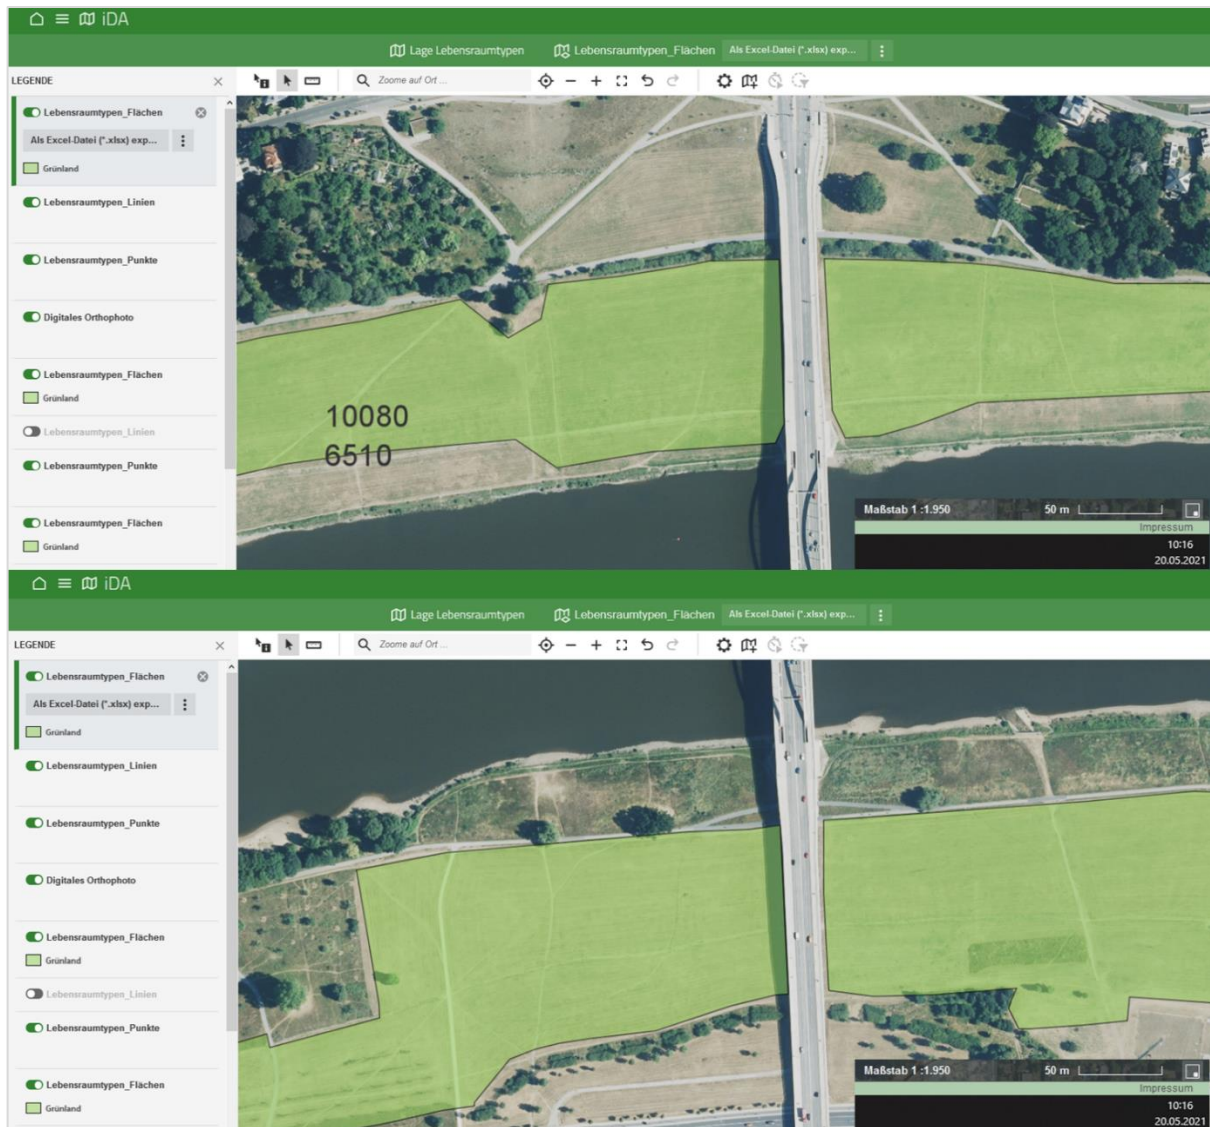 iDA
Lage Lebensraumtypen Lebensraumtypen_Flächen Als Excel-Datei (*.xlsx) exp...
LEGENDE
Zoome auf Ort ...
Lebensraumtypen_Flächen
Als Excel-Datei (*.xlsx) exp...
Grünland
Lebensraumtypen_Linien
Lebensraumtypen_Punkte
Digitales Orthophoto
Lebensraumtypen_Flächen
Grünland
Lebensraumtypen_Linien
Lebensraumtypen_Punkte
Lebensraumtypen_Flächen
Grünland
10080
6510
Maßstab 1 :1.950 50 m
Impressum
10:16
20.05.2021
iDA
Lage Lebensraumtypen Lebensraumtypen_Flächen Als Excel-Datei (*.xlsx) exp...
LEGENDE
Zoome auf Ort ...
Lebensraumtypen_Flächen
Als Excel-Datei (*.xlsx) exp...
Grünland
Lebensraumtypen_Linien
Lebensraumtypen_Punkte
Digitales Orthophoto
Lebensraumtypen_Flächen
Grünland
Lebensraumtypen_Linien
Lebensraumtypen_Punkte
Lebensraumtypen_Flächen
Grünland
Maßstab 1 :1.950 50 m
Impressum
10:16
20.05.2021